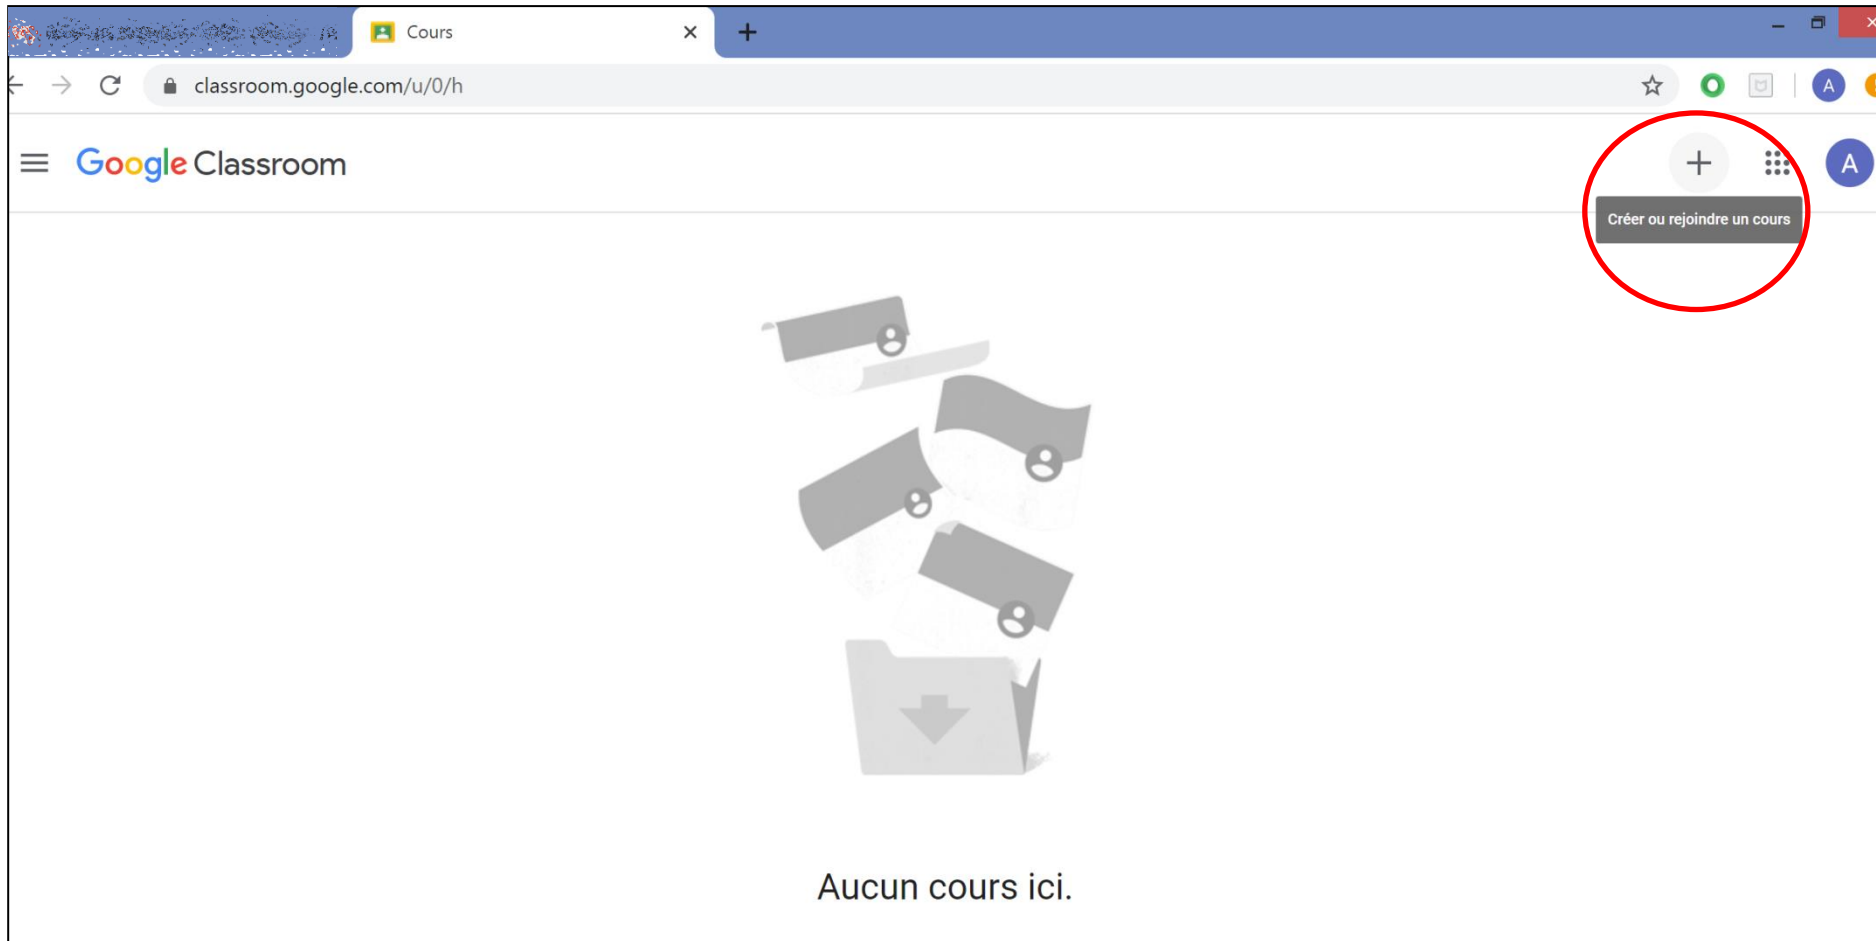 Cours
classroom.google.com/u/0/h
A
Google Classroom
A
Créer ou rejoindre un cours
Aucun cours ici.